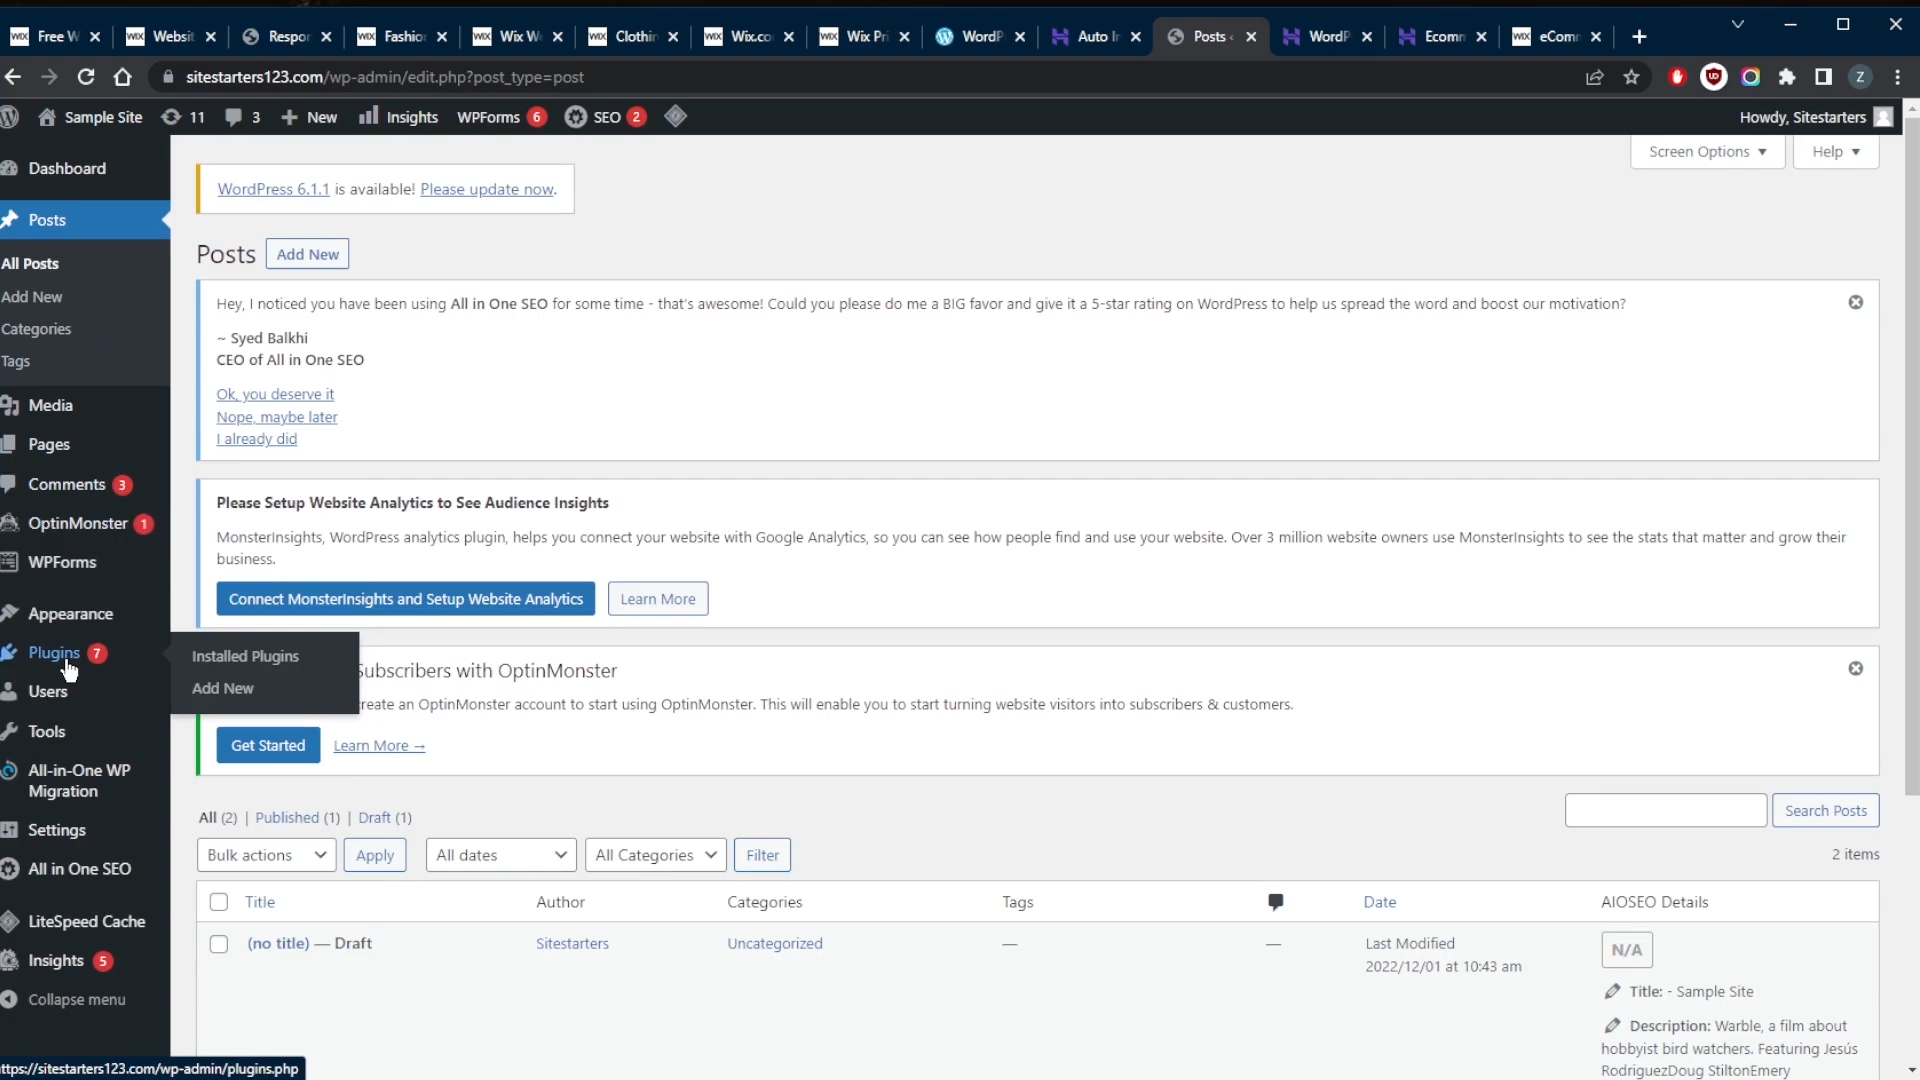 Free W
Websit
Respor
Fashior
Wix W
Clothin
Wix.co
Wix Pri
WordP
Auto I
Posts
WordP
Ecomm
eComm
sitestarters123.com/wp-admin/edit.php?post_type=post
Z
Sample Site
11
3
New
Insights
WPForms 6
SEO 2
Howdy, Sitestarters
Screen Options
Help
Dashboard
Posts
All Posts
Add New
Categories
Tags
Media
Pages
Comments 3
OptinMonster 1
WPForms
Appearance
Plugins 7
Users
Tools
All-in-One WP
Migration
Settings
All in One SEO
LiteSpeed Cache
Insights 5
Collapse menu
Installed Plugins
Add New
ttps://sitestarters123.com/wp-admin/plugins.php
WordPress 6.1.1 is available! Please update now.
Posts
Add New
Hey, I noticed you have been using All in One SEO for some time - that's awesome! Could you please do me a BIG favor and give it a 5-star rating on WordPress to help us spread the word and boost our motivation?
~ Syed Balkhi
CEO of All in One SEO
Ok, you deserve it
Nope, maybe later
I already did
Please Setup Website Analytics to See Audience Insights
MonsterInsights, WordPress analytics plugin, helps you connect your website with Google Analytics, so you can see how people find and use your website. Over 3 million website owners use MonsterInsights to see the stats that matter and grow their
business.
Connect MonsterInsights and Setup Website Analytics
Learn More
Subscribers with OptinMonster
create an OptinMonster account to start using OptinMonster. This will enable you to start turning website visitors into subscribers & customers.
Get Started
Learn More →
All (2) | Published (1) | Draft (1)
Search Posts
Bulk actions
Apply
All dates
All Categories
Filter
2 items
Title
Author
Categories
Tags
Date
AIOSEO Details
(no title) — Draft
Sitestarters
Uncategorized
—
—
Last Modified
2022/12/01 at 10:43 am
N/A
Title: - Sample Site
Description: Warble, a film about
hobbyist bird watchers. Featuring Jesús
RodriguezDoug StiltonEmery